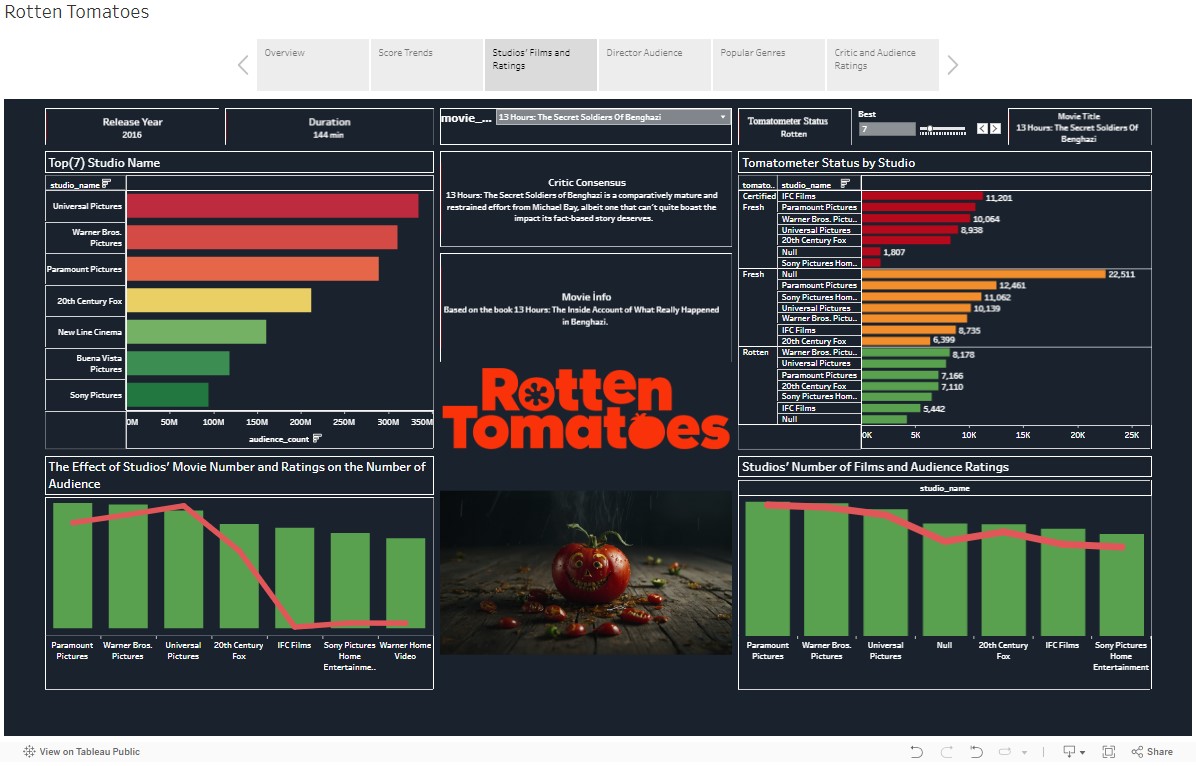 Rotten Tomatoes
Overview
Score Trends
Studios' Films and
Ratings
Director Audience
Popular Genres
Critic and Audience
Ratings
Release Year
2016
Duration
144 min
movie_...
13 Hours: The Secret Soldiers Of Benghazi
Tomatometer Status
Rotten
Best
7
Movie Title
13 Hours: The Secret Soldiers Of
Benghazi
Top(7) Studio Name
studio_name
Universal Pictures
Warner Bros.
Pictures
Paramount Pictures
20th Century Fox
New Line Cinema
Buena Vista
Pictures
Sony Pictures
0M 50M 100M 150M 200M 250M 300M 350M
audience_count
Critic Consensus
13 Hours: The Secret Soldiers of Benghazi is a comparatively mature and
restrained effort from Michael Bay, albeit one that can't quite boast the
impact its fact-based story deserves.
Movie İnfo
Based on the book 13 Hours: The Inside Account of What Really Happened
in Benghazi.
Rotten
Tomatoes
Tomatometer Status by Studio
tomato.. studio_name
Certified IFC Films 11,201
Fresh Paramount Pictures
Warner Bros. Pictu.. 10,064
Universal Pictures 8,938
20th Century Fox
Null 1,807
Sony Pictures Hom..
Fresh Null 22,511
Paramount Pictures 12,461
Sony Pictures Hom.. 11,062
Universal Pictures 10,139
Warner Bros. Pictu..
IFC Films 8,735
20th Century Fox 6,399
Rotten Warner Bros. Pictu.. 8,178
Universal Pictures
Paramount Pictures 7,166
20th Century Fox 7,110
Sony Pictures Hom..
IFC Films 5,442
Null
0K 5K 10K 15K 20K 25K
The Effect of Studios' Movie Number and Ratings on the Number of
Audience
Paramount
Pictures
Warner Bros.
Pictures
Universal
Pictures
20th Century
Fox
IFC Films
Sony Pictures
Home
Entertainme..
Warner Home
Video
Studios' Number of Films and Audience Ratings
studio_name
Paramount
Pictures
Warner Bros.
Pictures
Universal
Pictures
Null
20th Century
Fox
IFC Films
Sony Pictures
Home
Entertainment
View on Tableau Public
Share